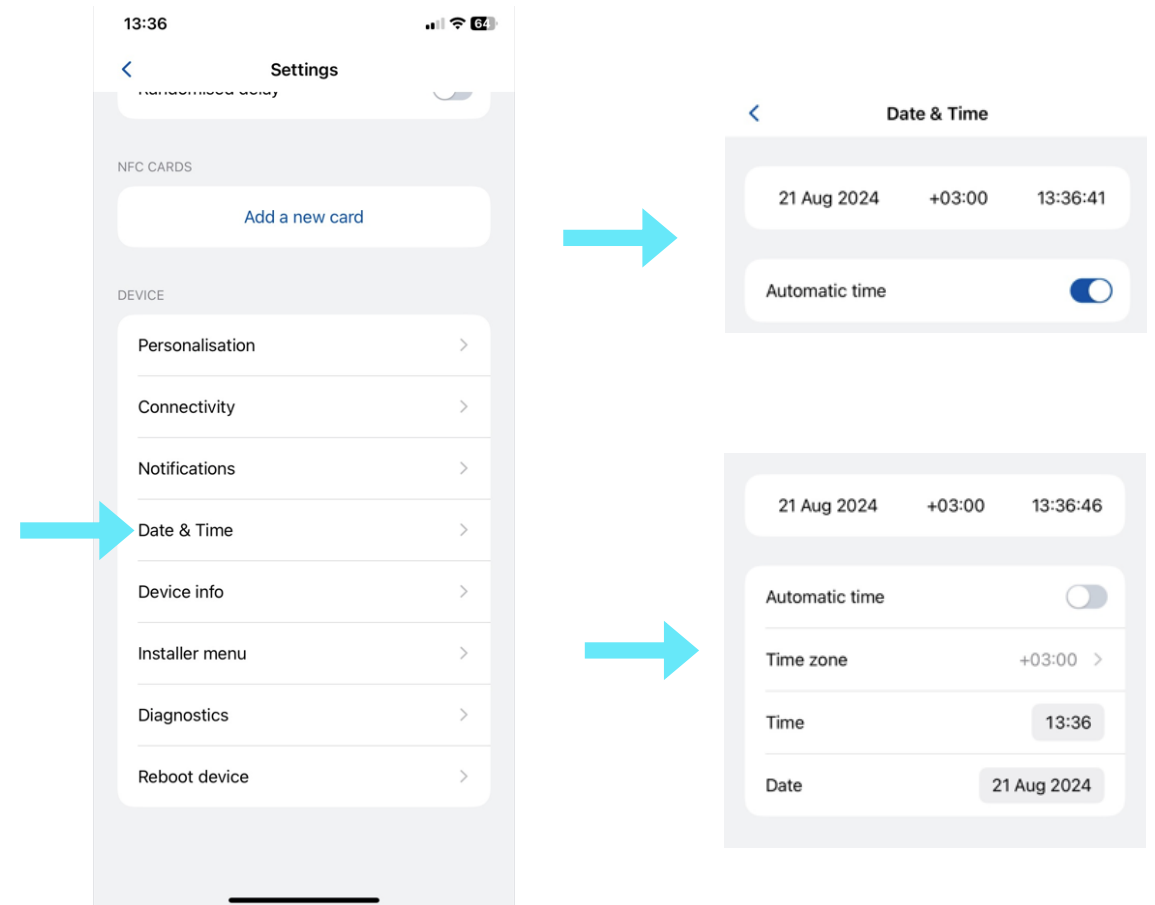 13:36
64
Settings
Randomised delay
NFC CARDS
Add a new card
DEVICE
Personalisation
Connectivity
Notifications
Date & Time
Device info
Installer menu
Diagnostics
Reboot device
Date & Time
21 Aug 2024 +03:00 13:36:41
Automatic time
21 Aug 2024 +03:00 13:36:46
Automatic time
Time zone +03:00
Time 13:36
Date 21 Aug 2024